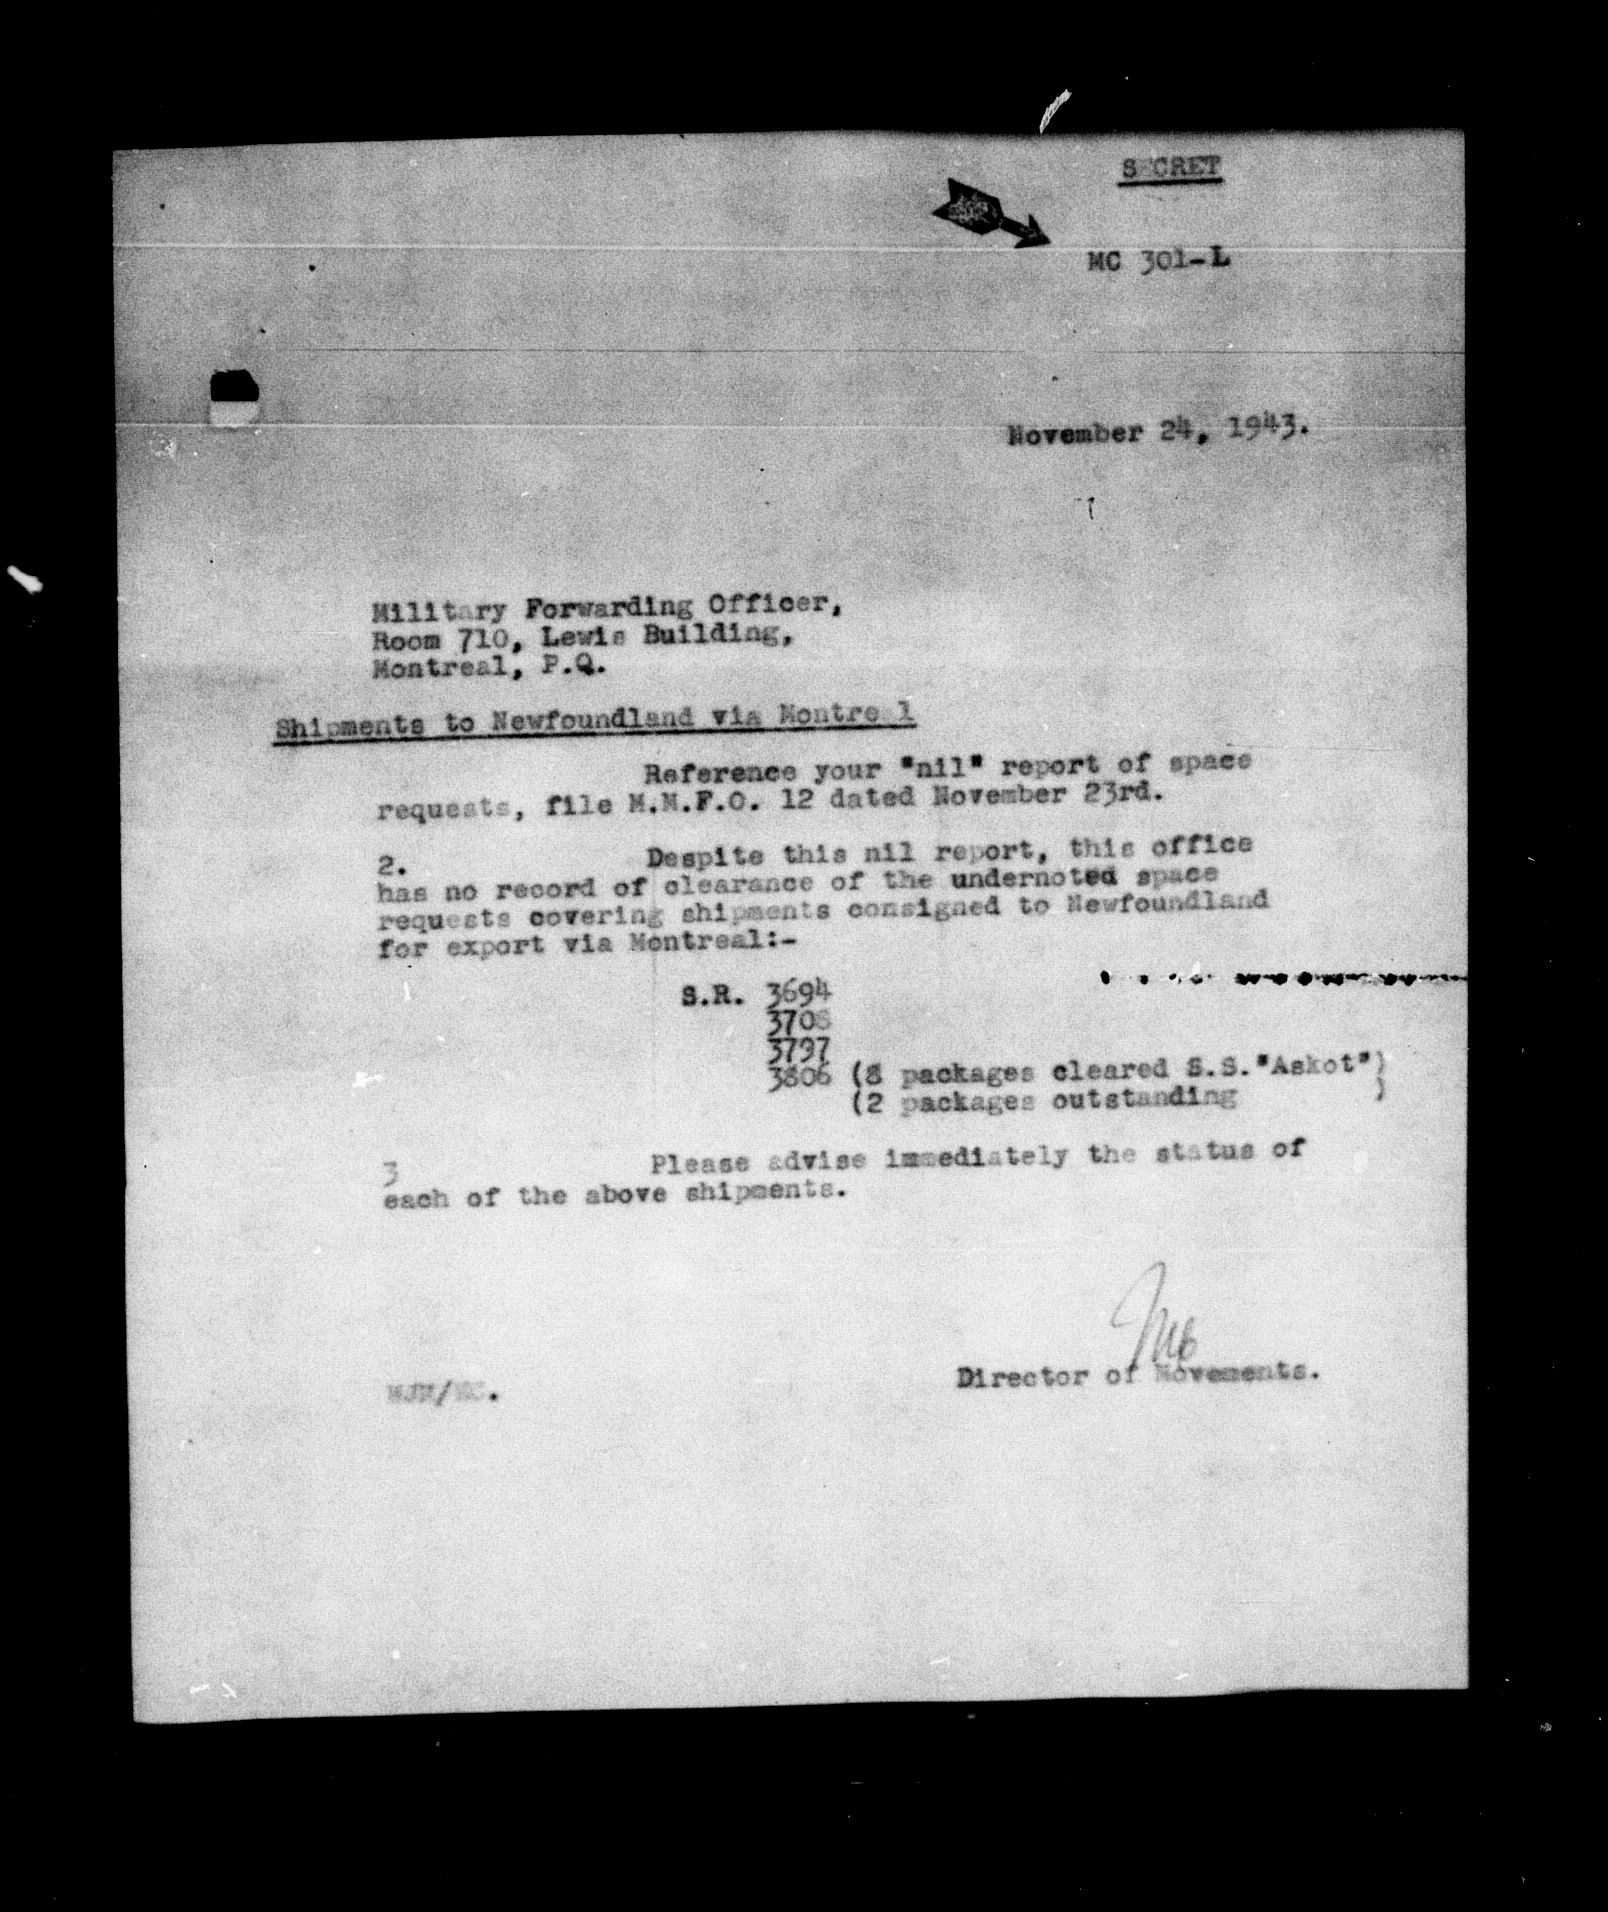 SECRET
MC 301-L
November 24, 1943.
Military Forwarding Officer,
Room 710, Lewis Building,
Montreal, P.Q.
Shipments to Newfoundland via Montreal
Reference your "nil" report of space
requests, file M.M.F.O. 12 dated November 23rd.
2. Despite this nil report, this office
has no record of clearance of the undernoted space
requests covering shipments consigned to Newfoundland
for export via Montreal:-
S.R. 3694
3708
3797
3806 (8 packages cleared S.S."Askot")
(2 packages outstanding )
3 Please advise immediately the status of
each of the above shipments.
Director of Movements.